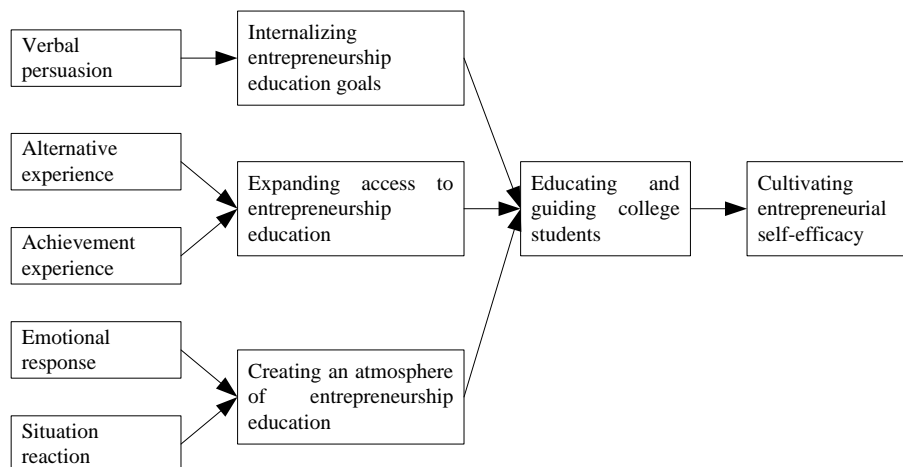 Verbal
persuasion
Internalizing
entrepreneurship
education goals
Alternative
experience
Achievement
experience
Expanding access to
entrepreneurship
education
Emotional
response
Situation
reaction
Creating an atmosphere
of entrepreneurship
education
Educating and
guiding college
students
Cultivating
entrepreneurial
self-efficacy